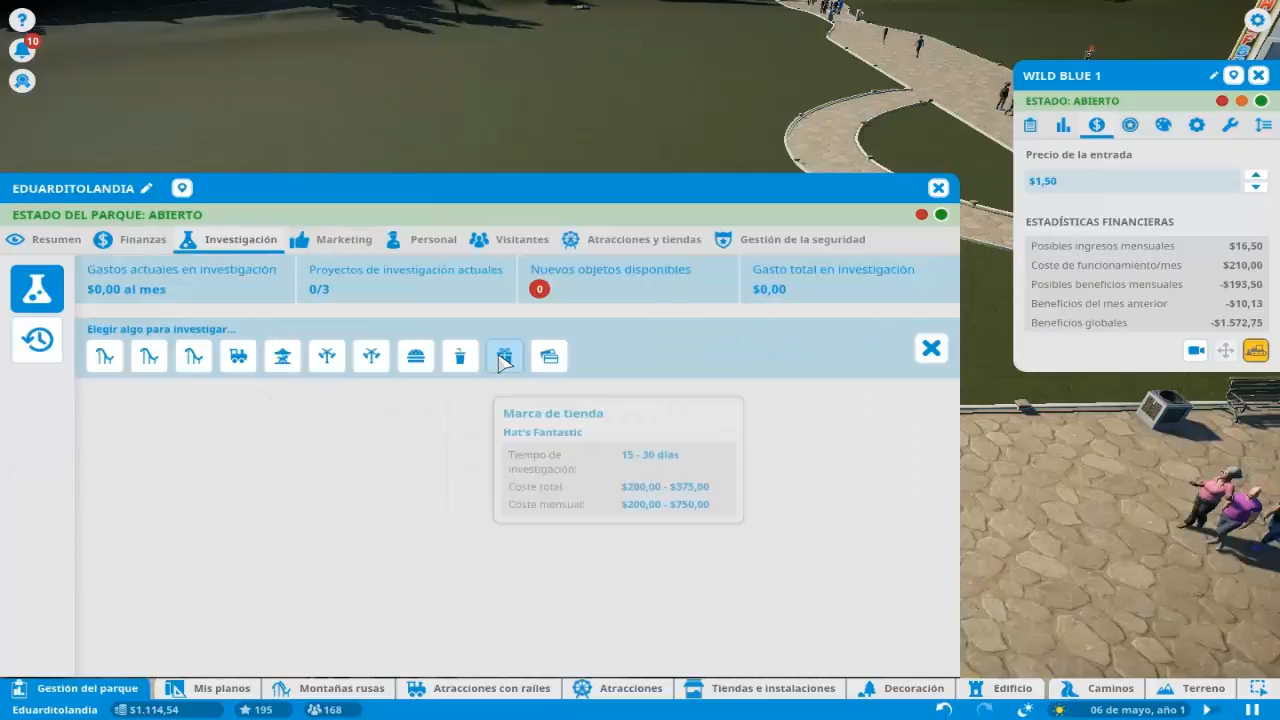 ?
10
WILD BLUE 1
ESTADO: ABIERTO
Precio de la entrada
$1,50
ESTADÍSTICAS FINANCIERAS
Posibles ingresos mensuales $16,50
Coste de funcionamiento/mes $210,00
Posibles beneficios mensuales -$193,50
Beneficios del mes anterior -$10,13
Beneficios globales -$1.572,75
EDUARDITOLANDIA
ESTADO DEL PARQUE: ABIERTO
Resumen Finanzas Investigación Marketing Personal Visitantes Atracciones y tiendas Gestión de la seguridad
Gastos actuales en investigación Proyectos de investigación actuales Nuevos objetos disponibles Gasto total en investigación
$0,00 al mes 0/3 0 $0,00
Elegir algo para investigar...
Marca de tienda
Hat's Fantastic
Tiempo de investigación: 15 - 30 días
Coste total: $200,00 - $375,00
Coste mensual: $200,00 - $750,00
Gestión del parque Mis planos Montañas rusas Atracciones con raíles Atracciones Tiendas e instalaciones Decoración Edificio Caminos Terreno
Eduarditolandia $1.114,54 195 168 06 de mayo, año 1